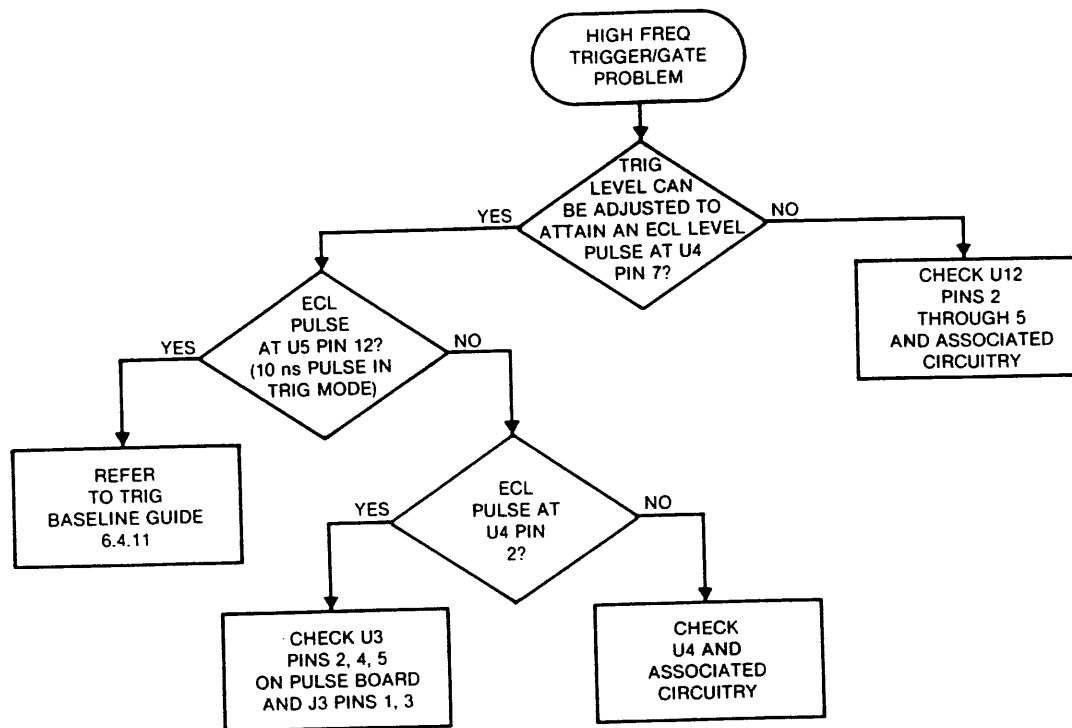 HIGH FREQ
TRIGGER/GATE
PROBLEM
TRIG
LEVEL CAN
BE ADJUSTED TO
ATTAIN AN ECL LEVEL
PULSE AT U4
PIN 7?
YES
NO
ECL
PULSE
AT U5 PIN 12?
(10 ns PULSE IN
TRIG MODE)
YES
NO
CHECK U12
PINS 2
THROUGH 5
AND ASSOCIATED
CIRCUITRY
REFER
TO TRIG
BASELINE GUIDE
6.4.11
ECL
PULSE AT
U4 PIN
2?
YES
NO
CHECK U3
PINS 2, 4, 5
ON PULSE BOARD
AND J3 PINS 1, 3
CHECK
U4 AND
ASSOCIATED
CIRCUITRY